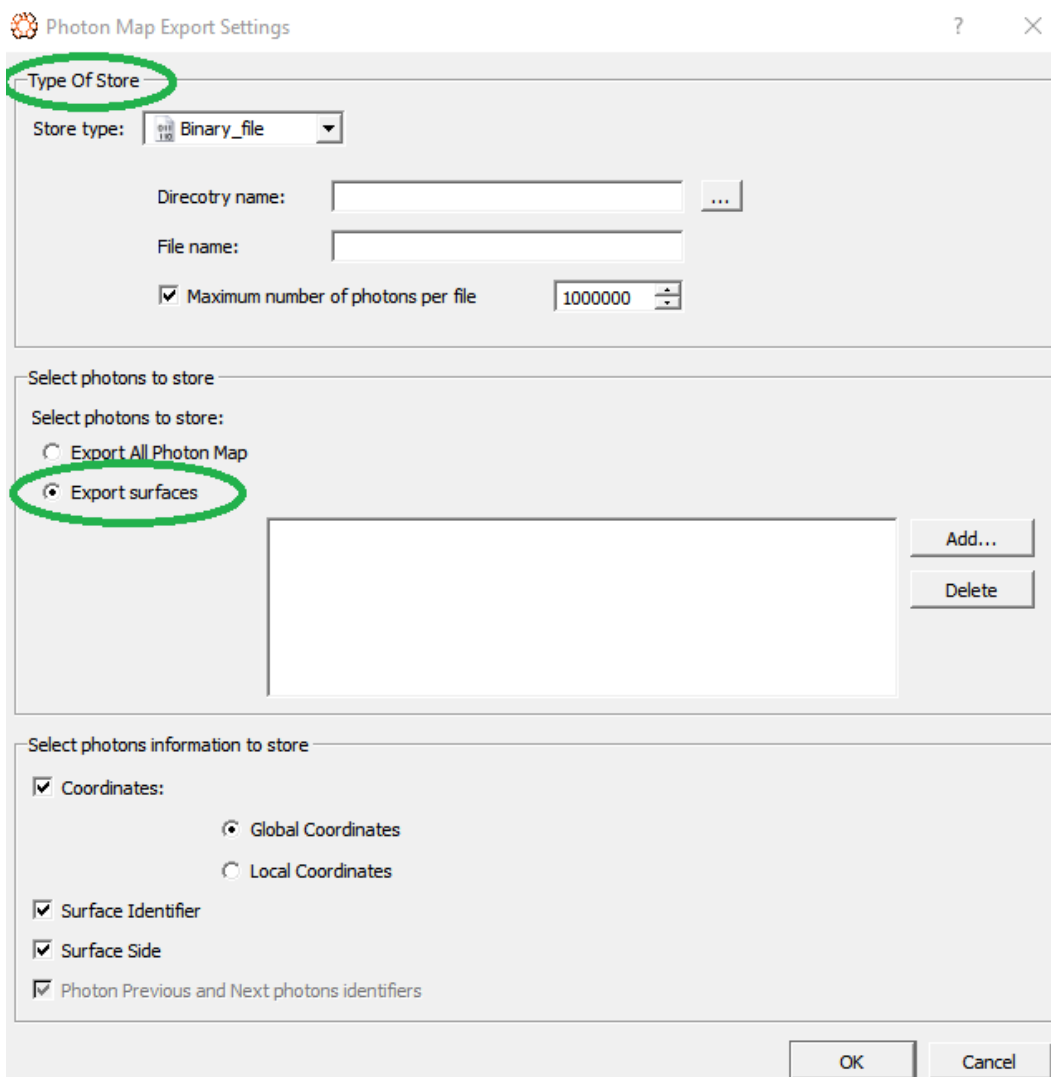 Photon Map Export Settings ?
Type Of Store
Store type: Binary_file
Direcotry name: ...
File name:
Maximum number of photons per file 1000000
Select photons to store
Select photons to store:
Export All Photon Map
Export surfaces
Add...
Delete
Select photons information to store
Coordinates:
Global Coordinates
Local Coordinates
Surface Identifier
Surface Side
Photon Previous and Next photons identifiers
OK Cancel